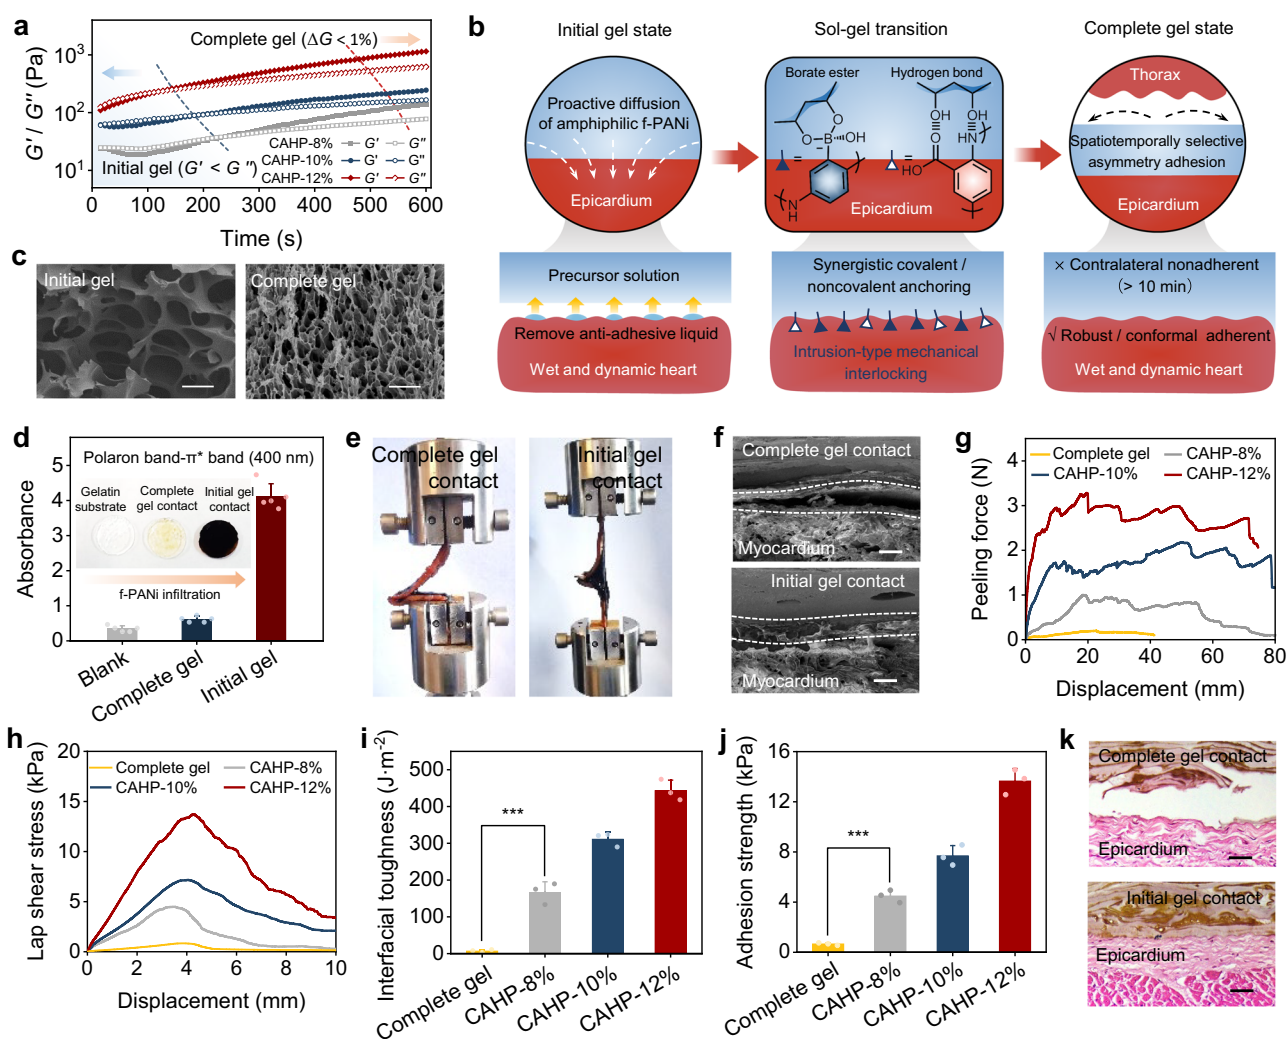 a
G′ / G″ (Pa)
10³
10²
10¹
Complete gel (ΔG < 1%)
Initial gel (G′ < G″)
CAHP-8% G′ G″
CAHP-10% G′ G″
CAHP-12% G′ G″
0 100 200 300 400 500 600
Time (s)
b
Initial gel state
Sol-gel transition
Complete gel state
Proactive diffusion
of amphiphilic f-PANi
Epicardium
Borate ester
Hydrogen bond
O
O
B
OH
−
=
=
N
H
HO
O
O
O
H
H
N
Epicardium
Thorax
Spatiotemporally selective
asymmetry adhesion
Epicardium
Precursor solution
Remove anti-adhesive liquid
Wet and dynamic heart
Synergistic covalent /
noncovalent anchoring
Intrusion-type mechanical
interlocking
× Contralateral nonadherent
(> 10 min)
√ Robust / conformal adherent
Wet and dynamic heart
c
Initial gel
Complete gel
d
Absorbance
5
4
3
2
1
0
Polaron band-π* band (400 nm)
Gelatin
substrate
Complete
gel contact
Initial gel
contact
f-PANi infiltration
Blank
Complete gel
Initial gel
e
Complete gel
contact
Initial gel
contact
f
Complete gel contact
Myocardium
Initial gel contact
Myocardium
g
Peeling force (N)
4
3
2
1
0
Complete gel
CAHP-8%
CAHP-10%
CAHP-12%
0 20 40 60 80
Displacement (mm)
h
Lap shear stress (kPa)
20
15
10
5
0
Complete gel
CAHP-8%
CAHP-10%
CAHP-12%
0 2 4 6 8 10
Displacement (mm)
i
Interfacial toughness (J·m⁻²)
500
400
300
200
100
0
***
Complete gel
CAHP-8%
CAHP-10%
CAHP-12%
j
Adhesion strength (kPa)
16
12
8
4
0
***
Complete gel
CAHP-8%
CAHP-10%
CAHP-12%
k
Complete gel contact
Epicardium
Initial gel contact
Epicardium